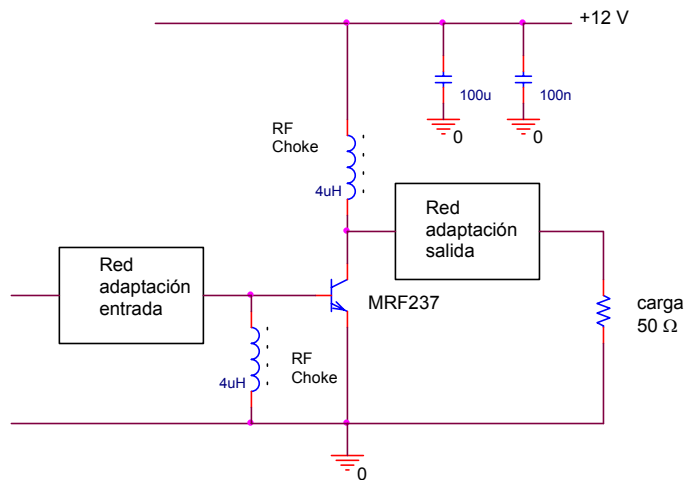 +12 V
100u
100n
0
0
RF
Choke
4uH
Red
adaptación
salida
Red
adaptación
entrada
MRF237
carga
50 Ω
RF
Choke
4uH
0